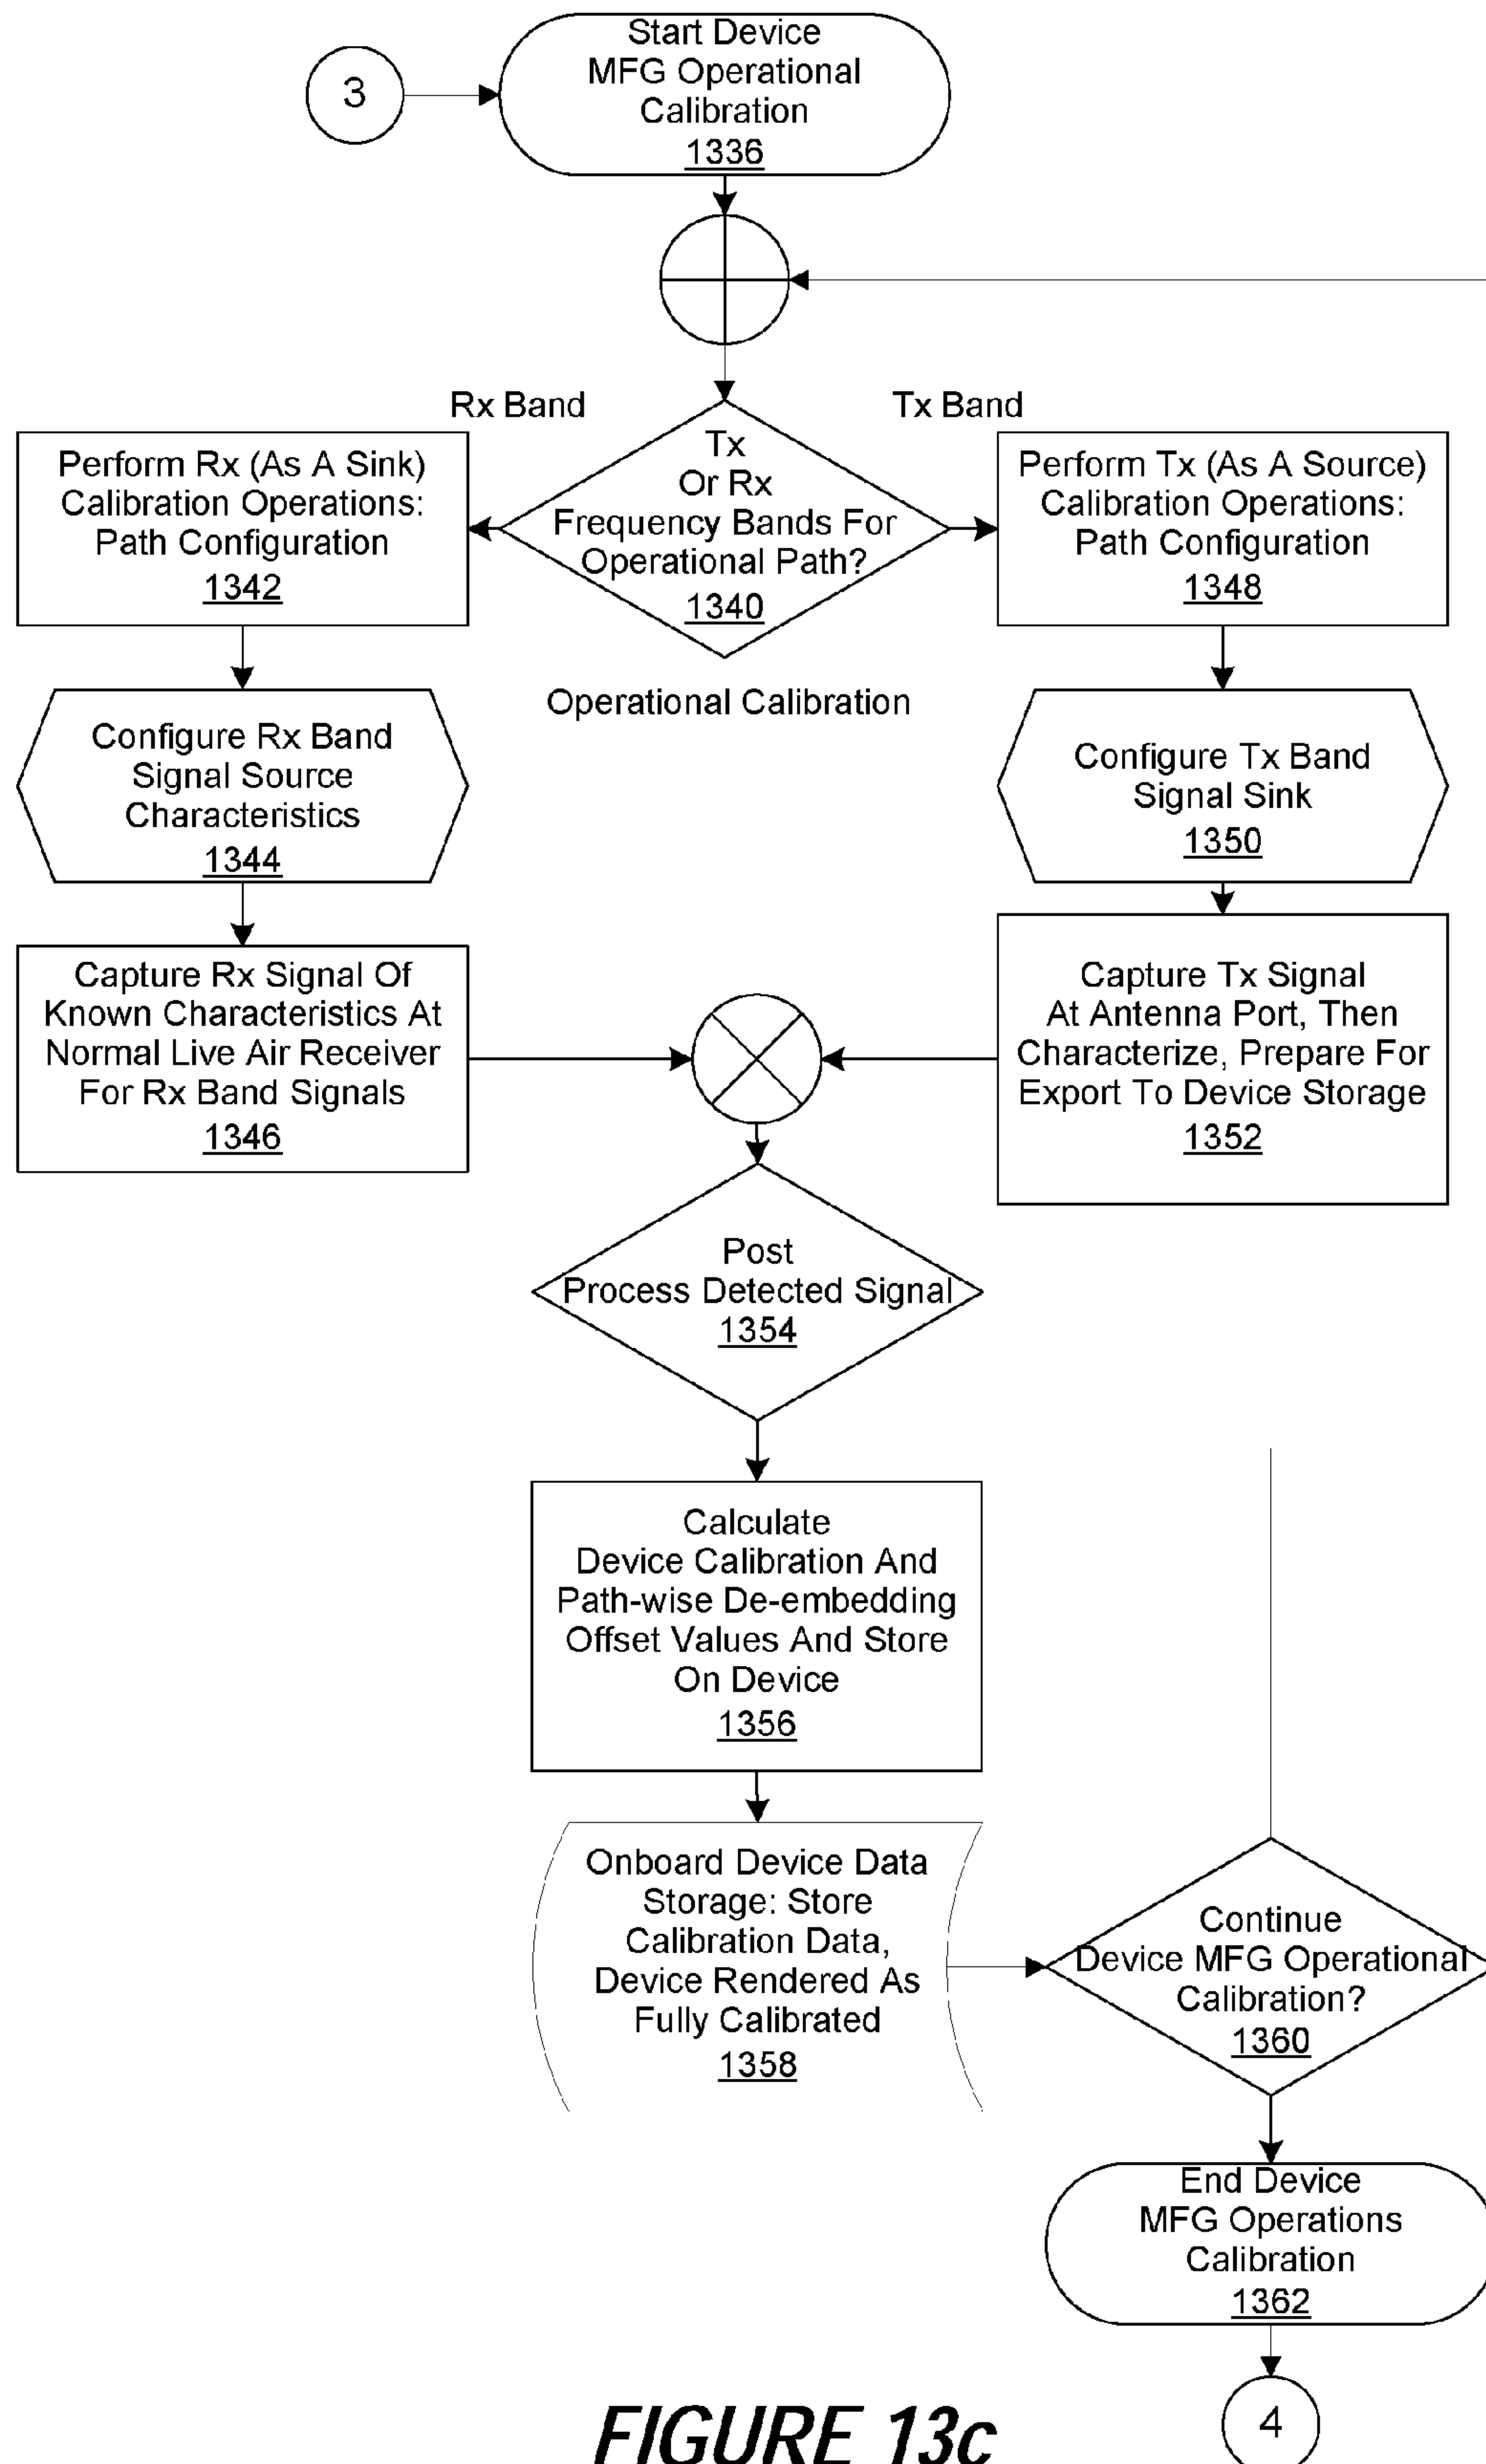 3
Start Device
MFG Operational
Calibration
1336
Rx Band
Tx Band
Tx
Or Rx
Frequency Bands For
Operational Path?
1340
Perform Rx (As A Sink)
Calibration Operations:
Path Configuration
1342
Perform Tx (As A Source)
Calibration Operations:
Path Configuration
1348
Operational Calibration
Configure Rx Band
Signal Source
Characteristics
1344
Configure Tx Band
Signal Sink
1350
Capture Rx Signal Of
Known Characteristics At
Normal Live Air Receiver
For Rx Band Signals
1346
Capture Tx Signal
At Antenna Port, Then
Characterize, Prepare For
Export To Device Storage
1352
Post
Process Detected Signal
1354
Calculate
Device Calibration And
Path-wise De-embedding
Offset Values And Store
On Device
1356
Onboard Device Data
Storage: Store
Calibration Data,
Device Rendered As
Fully Calibrated
1358
Continue
Device MFG Operational
Calibration?
1360
End Device
MFG Operations
Calibration
1362
4
FIGURE 13c